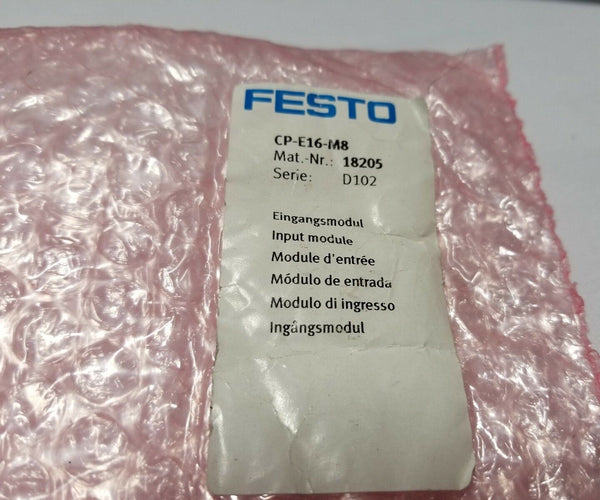 FESTO
CP-E16-M8
Mat.-Nr.: 18205
Serie: D102
Eingangsmodul
Input module
Module d'entrée
Módulo de entrada
Modulo di ingresso
Ingångsmodul